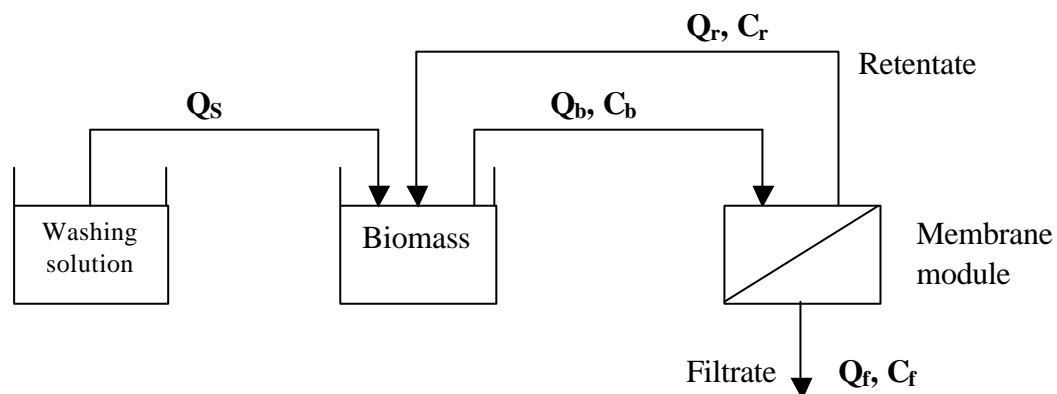 Qr, Cr
Retentate
QS
Qb, Cb
Washing
solution
Biomass
Membrane
module
Filtrate
Qf, Cf